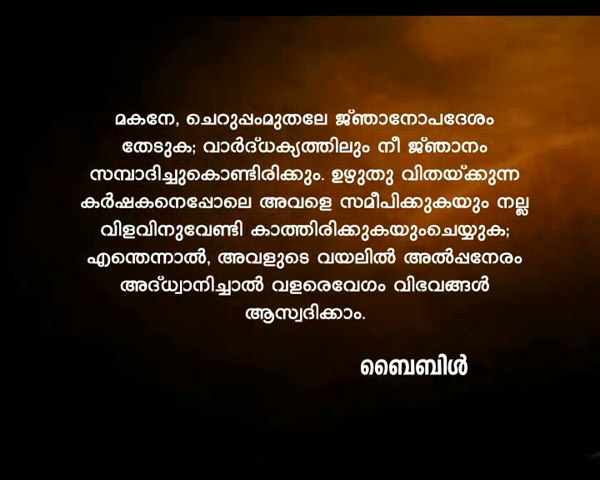 മകനേ, ചെറുപ്പംമുതലേ ജ്ഞാനോപദേശം
തേടുക; വാർദ്ധക്യത്തിലും നീ ജ്ഞാനം
സമ്പാദിച്ചുകൊണ്ടിരിക്കും. ഉഴുതു വിതയ്ക്കുന്ന
കർഷകനെപ്പോലെ അവളെ സമീപിക്കുകയും നല്ല
വിളവിനുവേണ്ടി കാത്തിരിക്കുകയുംചെയ്യുക;
എന്തെന്നാൽ, അവളുടെ വയലിൽ അൽപ്പനേരം
അദ്ധ്വാനിച്ചാൽ വളരെവേഗം വിഭവങ്ങൾ
ആസ്വദിക്കാം.
ബൈബിൾ